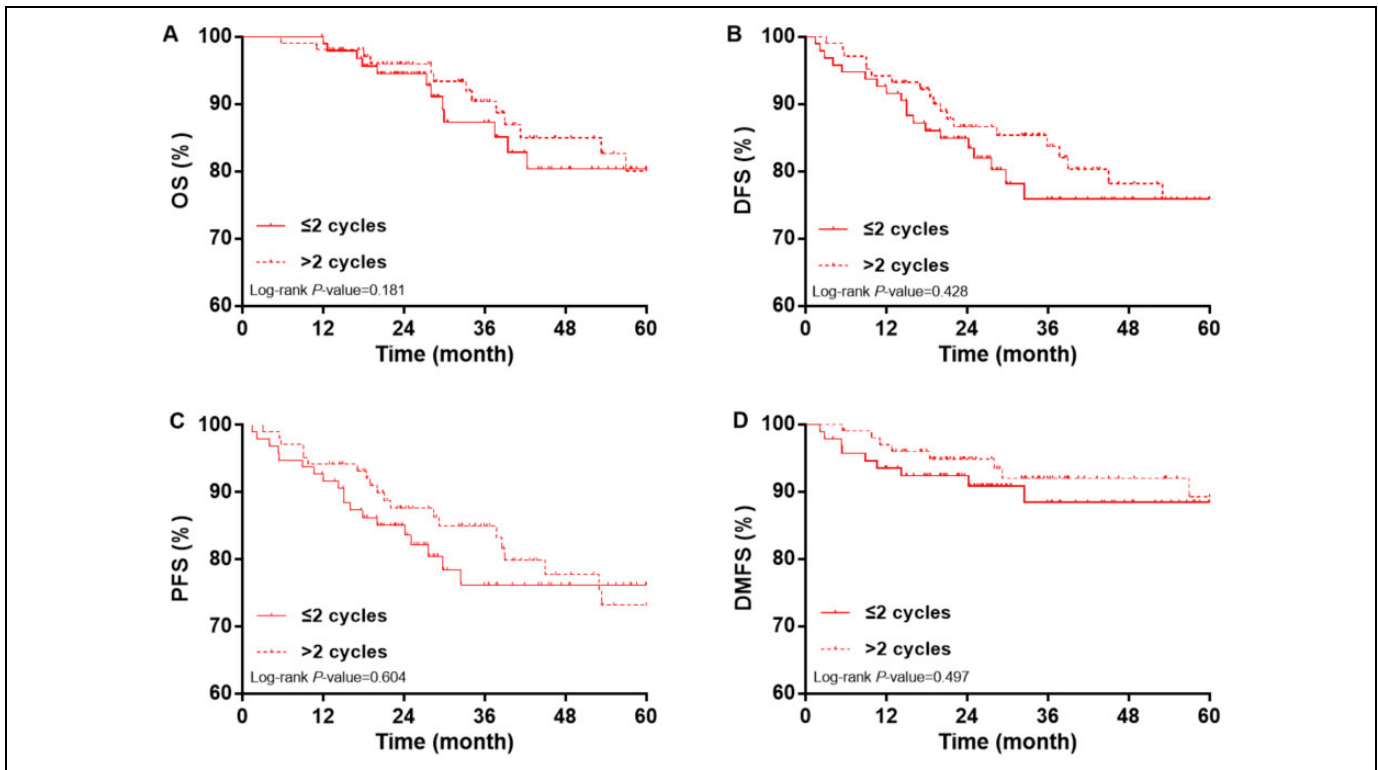 A
OS (%)
100
90
80
70
60
≤2 cycles
>2 cycles
Log-rank P-value=0.181
0 12 24 36 48 60
Time (month)
B
DFS (%)
100
90
80
70
60
≤2 cycles
>2 cycles
Log-rank P-value=0.428
0 12 24 36 48 60
Time (month)
C
PFS (%)
100
90
80
70
60
≤2 cycles
>2 cycles
Log-rank P-value=0.604
0 12 24 36 48 60
Time (month)
D
DMFS (%)
100
90
80
70
60
≤2 cycles
>2 cycles
Log-rank P-value=0.497
0 12 24 36 48 60
Time (month)